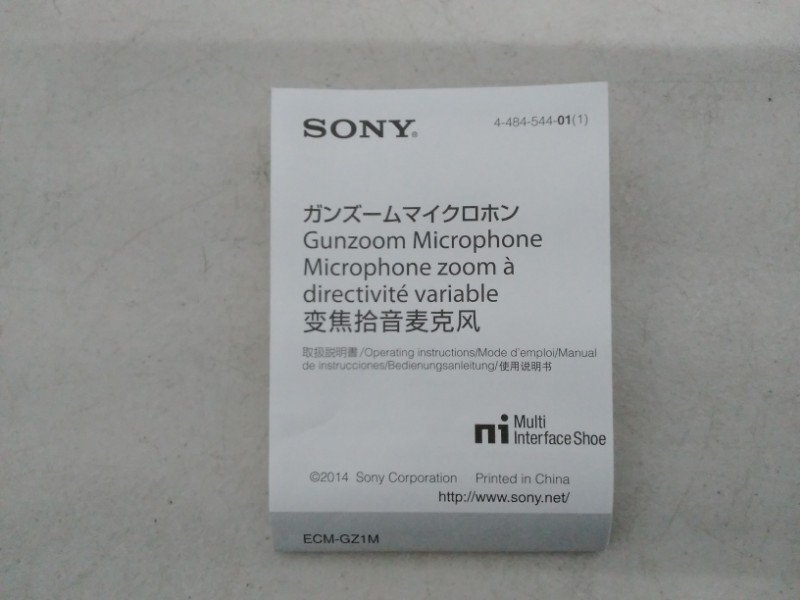 SONY®
4-484-544-01(1)
ガンズームマイクロホン
Gunzoom Microphone
Microphone zoom à
directivité variable
变焦拾音麦克风
取扱説明書/Operating instructions/Mode d'emploi/Manual
de instrucciones/Bedienungsanleitung/使用说明书
Multi
Interface Shoe
©2014 Sony Corporation Printed in China
http://www.sony.net/
ECM-GZ1M